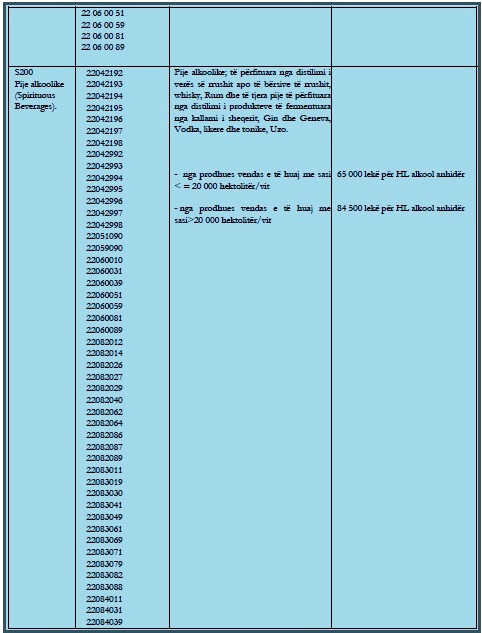 22 06 00 51
22 06 00 59
22 06 00 81
22 06 00 89
S200
Pije alkoolike
(Spirituous
Beverages).
22042192
22042193
22042194
22042195
22042196
22042197
22042198
22042992
22042993
22042994
22042995
22042996
22042997
22042998
22051090
22059090
22060010
22060031
22060039
22060051
22060059
22060081
22060089
22082012
22082014
22082026
22082027
22082029
22082040
22082062
22082064
22082086
22082087
22082089
22083011
22083019
22083030
22083041
22083049
22083061
22083069
22083071
22083079
22083082
22083088
22084011
22084031
22084039
Pije alkoolike; të përfituara nga distilimi i
verës së rrushit apo të bërsive të rrushit,
whisky, Rum dhe të tjera pije të përfituara
nga distilimi i produkteve të fermentuara
nga kallami i sheqerit, Gin dhe Geneva,
Vodka, likere dhe tonike, Uzo.
- nga prodhues vendas e të huaj me sasi
< = 20 000 hektolitër/vit
65 000 lekë për HL alkool anhidër
- nga prodhues vendas e të huaj me
sasi>20 000 hektolitër/vit
84 500 lekë për HL alkool anhidër